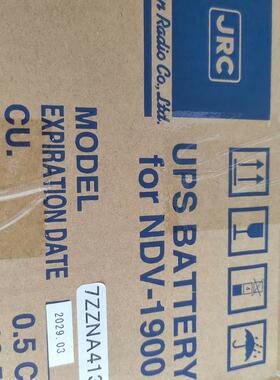 JRC
n Radio Co., Ltd.
UPS BATTERY
for NDV-1900
MODEL 7ZZNA413
EXPIRATION DATE 2029.03
CU. 0.5 C